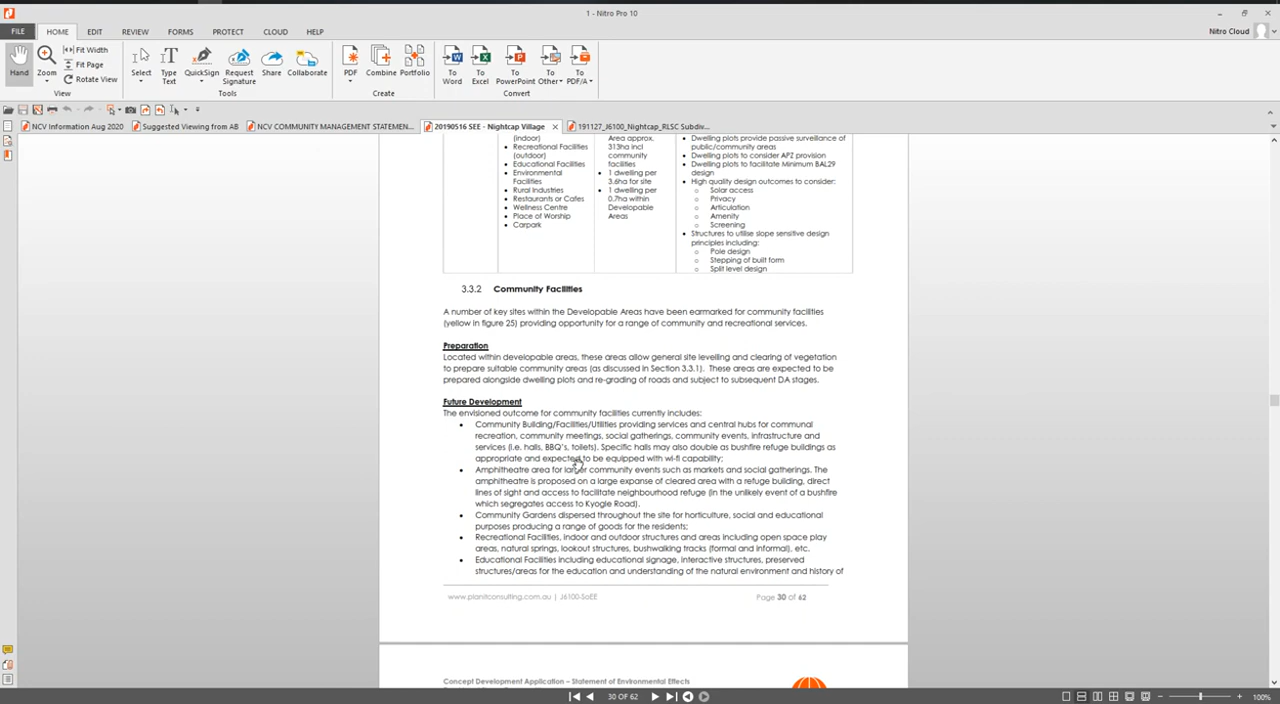 1 - Nitro Pro 10
FILE HOME EDIT REVIEW FORMS PROTECT CLOUD HELP
Nitro Cloud
Hand
Zoom
Fit Width
Fit Page
Rotate View
View
Select
Type Text
QuickSign
Request Signature
Share
Collaborate
Tools
PDF
Combine
Portfolio
Create
To Word
To Excel
To PowerPoint
To Other
To PDF/A
Convert
NCV Information Aug 2020
Suggested Viewing from AB
NCV COMMUNITY MANAGEMENT STATEMEN...
20190516 SEE - Nightcap Village
191127_J6100_Nightcap_RLSC Subdiv...
(indoor)
• Recreational Facilities
(outdoor)
• Educational Facilities
• Environmental
Facilities
• Rural Industries
• Restaurants or Cafes
• Wellness Centre
• Place of Worship
• Carpark
Area approx.
313ha incl
community
facilities
• 1 dwelling per
3.6ha for site
• 1 dwelling per
0.7ha within
Developable
Areas
• Dwelling plots provide passive surveillance of
public/community areas
• Dwelling plots to consider APZ provision
• Dwelling plots to facilitate Minimum BAL29
design
• High quality design outcomes to consider:
o Solar access
o Privacy
o Articulation
o Amenity
o Screening
• Structures to utilise slope sensitive design
principles including:
o Pole design
o Stepping of built form
o Split level design
3.3.2 Community Facilities
A number of key sites within the Developable Areas have been earmarked for community facilities
(yellow in figure 25) providing opportunity for a range of community and recreational services.
Preparation
Located within developable areas, these areas allow general site levelling and clearing of vegetation
to prepare suitable community areas (as discussed in Section 3.3.1). These areas are expected to be
prepared alongside dwelling plots and re-grading of roads and subject to subsequent DA stages.
Future Development
The envisioned outcome for community facilities currently includes:
• Community Building/Facilities/Utilities providing services and central hubs for communal
recreation, community meetings, social gatherings, community events, infrastructure and
services (i.e. halls, BBQ's, toilets). Specific halls may also double as bushfire refuge buildings as
appropriate and expected to be equipped with wi-fi capability;
• Amphitheatre area for larger community events such as markets and social gatherings. The
amphitheatre is proposed on a large expanse of cleared area with a refuge building, direct
lines of sight and access to facilitate neighbourhood refuge (in the unlikely event of a bushfire
which segregates access to Kyogle Road).
• Community Gardens dispersed throughout the site for horticulture, social and educational
purposes producing a range of goods for the residents;
• Recreational Facilities, indoor and outdoor structures and areas including open space play
areas, natural springs, lookout structures, bushwalking tracks (formal and informal), etc.
• Educational Facilities including educational signage, interactive structures, preserved
structures/areas for the education and understanding of the natural environment and history of
www.planitconsulting.com.au | J6100-SoEE
Page 30 of 62
Concept Development Application – Statement of Environmental Effects
30 OF 62
100%